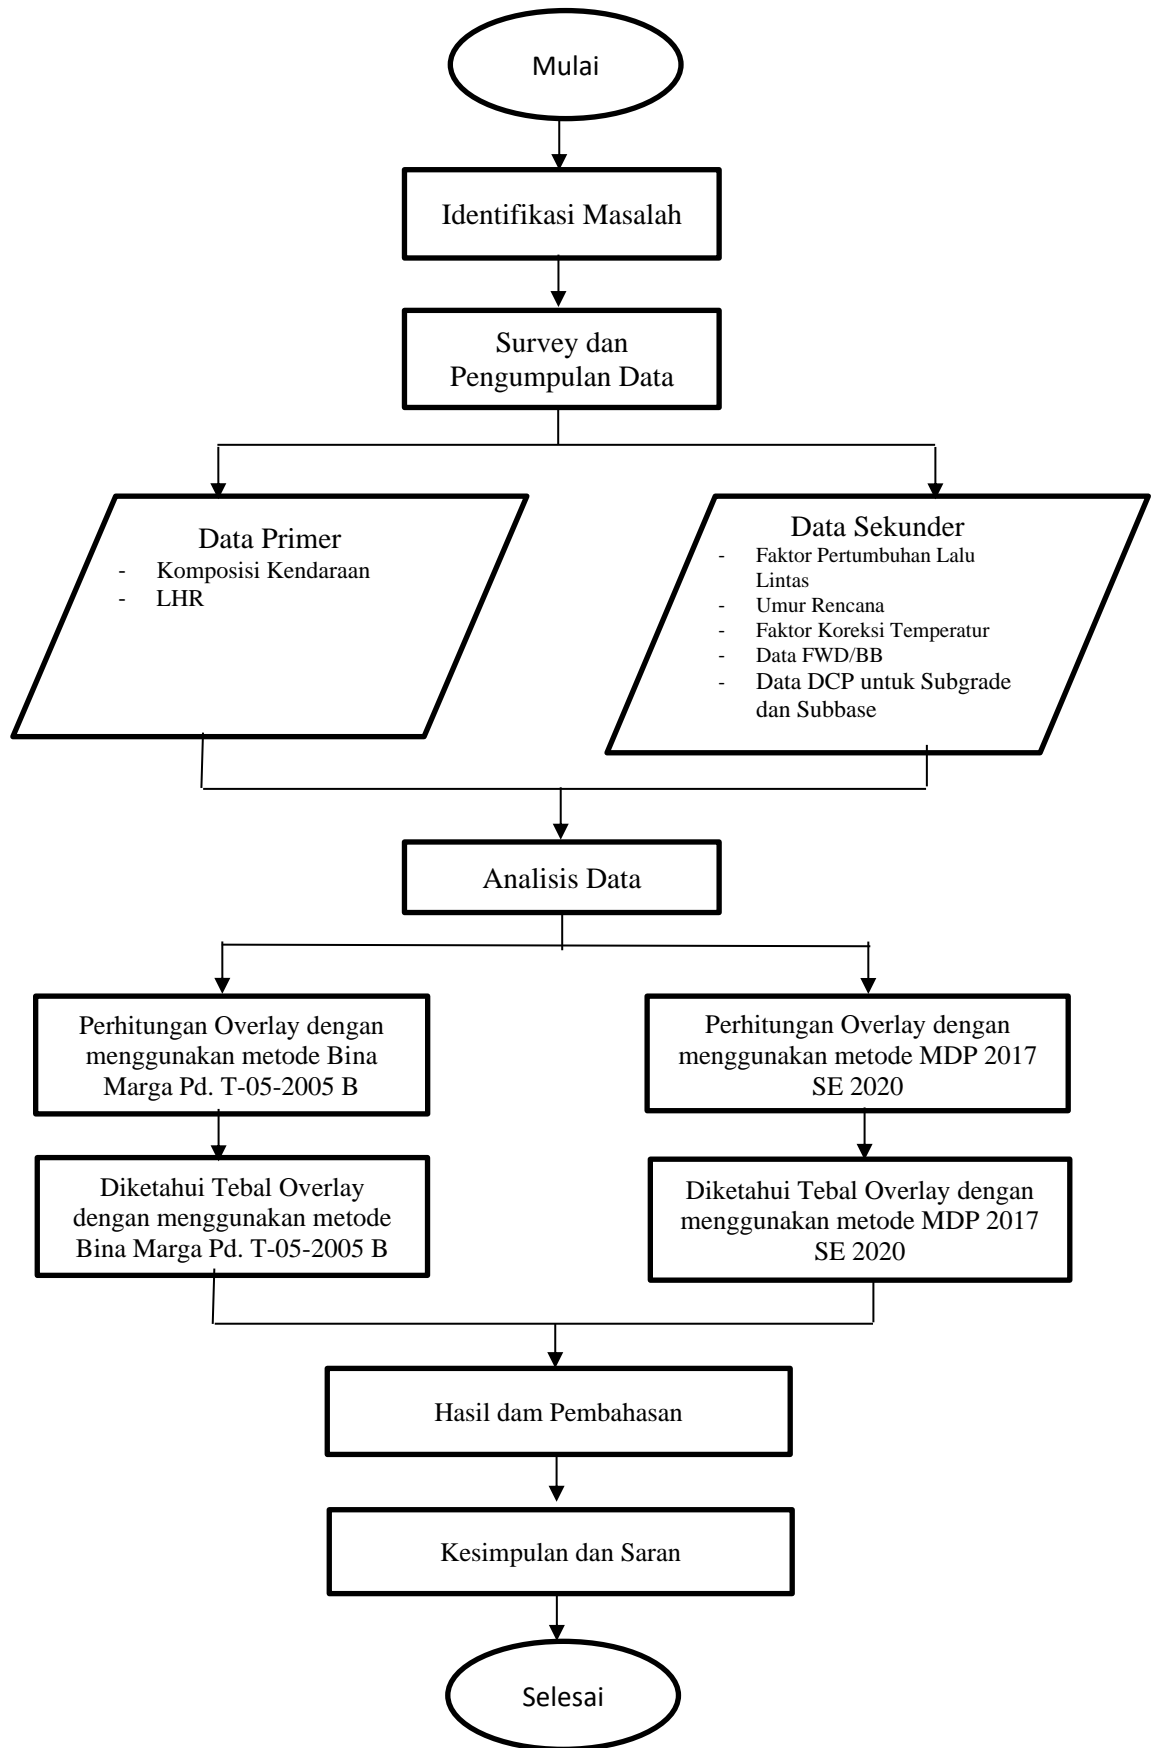 Mulai
Identifikasi Masalah
Survey dan
Pengumpulan Data
Data Primer
- Komposisi Kendaraan
- LHR
Data Sekunder
- Faktor Pertumbuhan Lalu
Lintas
- Umur Rencana
- Faktor Koreksi Temperatur
- Data FWD/BB
- Data DCP untuk Subgrade
dan Subbase
Analisis Data
Perhitungan Overlay dengan
menggunakan metode Bina
Marga Pd. T-05-2005 B
Perhitungan Overlay dengan
menggunakan metode MDP 2017
SE 2020
Diketahui Tebal Overlay
dengan menggunakan metode
Bina Marga Pd. T-05-2005 B
Diketahui Tebal Overlay dengan
menggunakan metode MDP 2017
SE 2020
Hasil dam Pembahasan
Kesimpulan dan Saran
Selesai